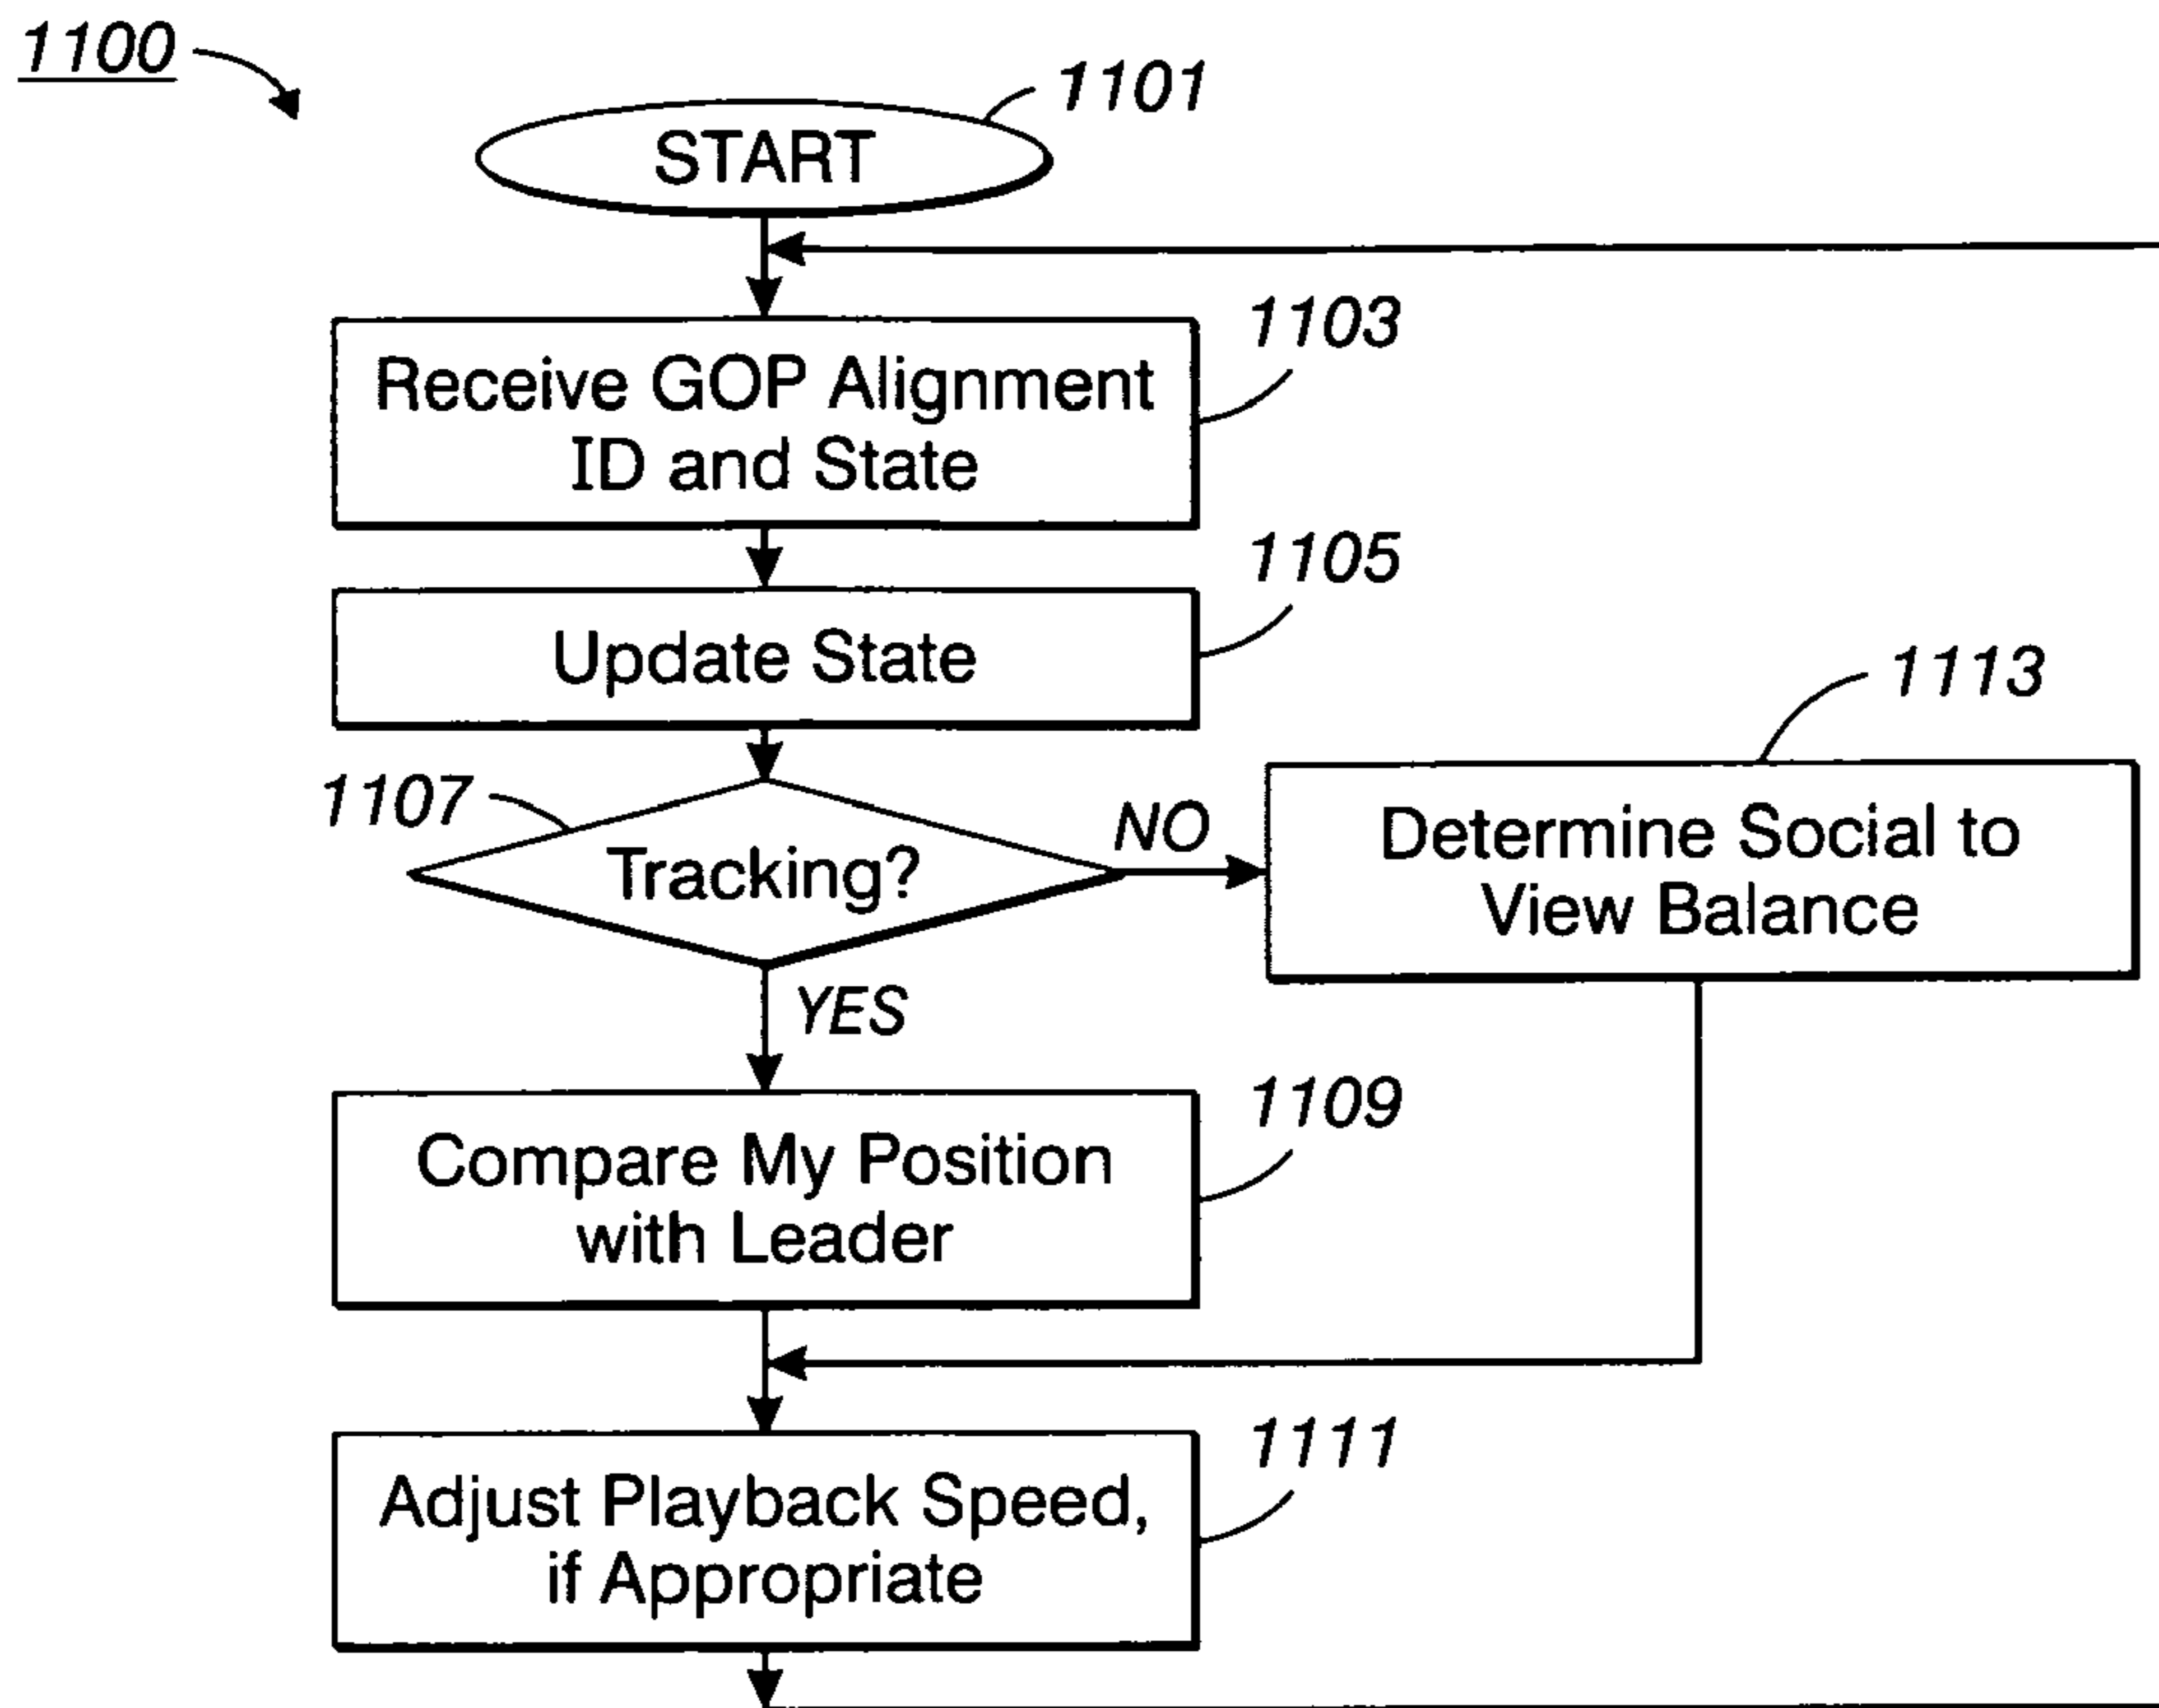 1100
1101
START
1103
Receive GOP Alignment
ID and State
1105
Update State
1113
1107
Tracking?
NO
Determine Social to
View Balance
YES
1109
Compare My Position
with Leader
1111
Adjust Playback Speed,
if Appropriate